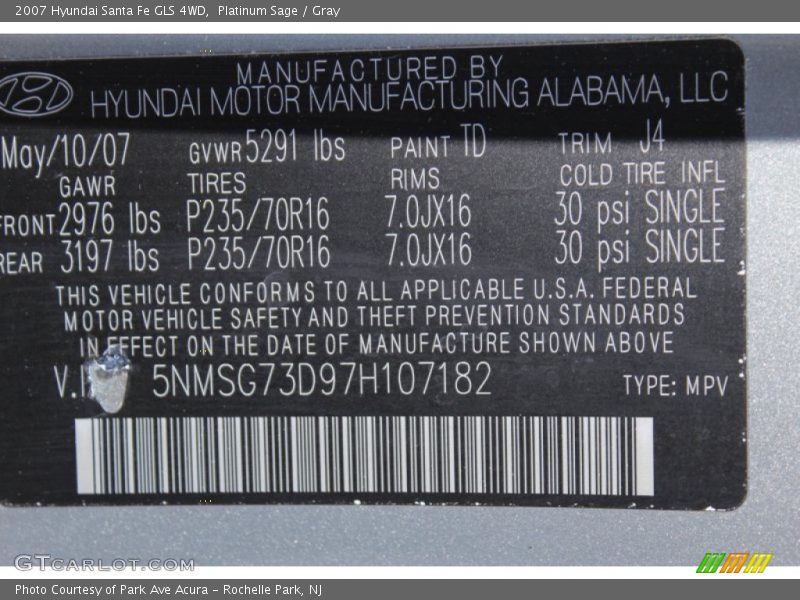 2007 Hyundai Santa Fe GLS 4WD, Platinum Sage / Gray
MANUFACTURED BY
HYUNDAI MOTOR MANUFACTURING ALABAMA, LLC
May/10/07 GVWR 5291 lbs PAINT TD TRIM J4
GAWR TIRES RIMS COLD TIRE INFL
FRONT 2976 lbs P235/70R16 7.0JX16 30 psi SINGLE
REAR 3197 lbs P235/70R16 7.0JX16 30 psi SINGLE
THIS VEHICLE CONFORMS TO ALL APPLICABLE U.S.A. FEDERAL
MOTOR VEHICLE SAFETY AND THEFT PREVENTION STANDARDS
IN EFFECT ON THE DATE OF MANUFACTURE SHOWN ABOVE
5NMSG73D97H107182 TYPE: MPV
GTcarlot.com
Photo Courtesy of Park Ave Acura - Rochelle Park, NJ